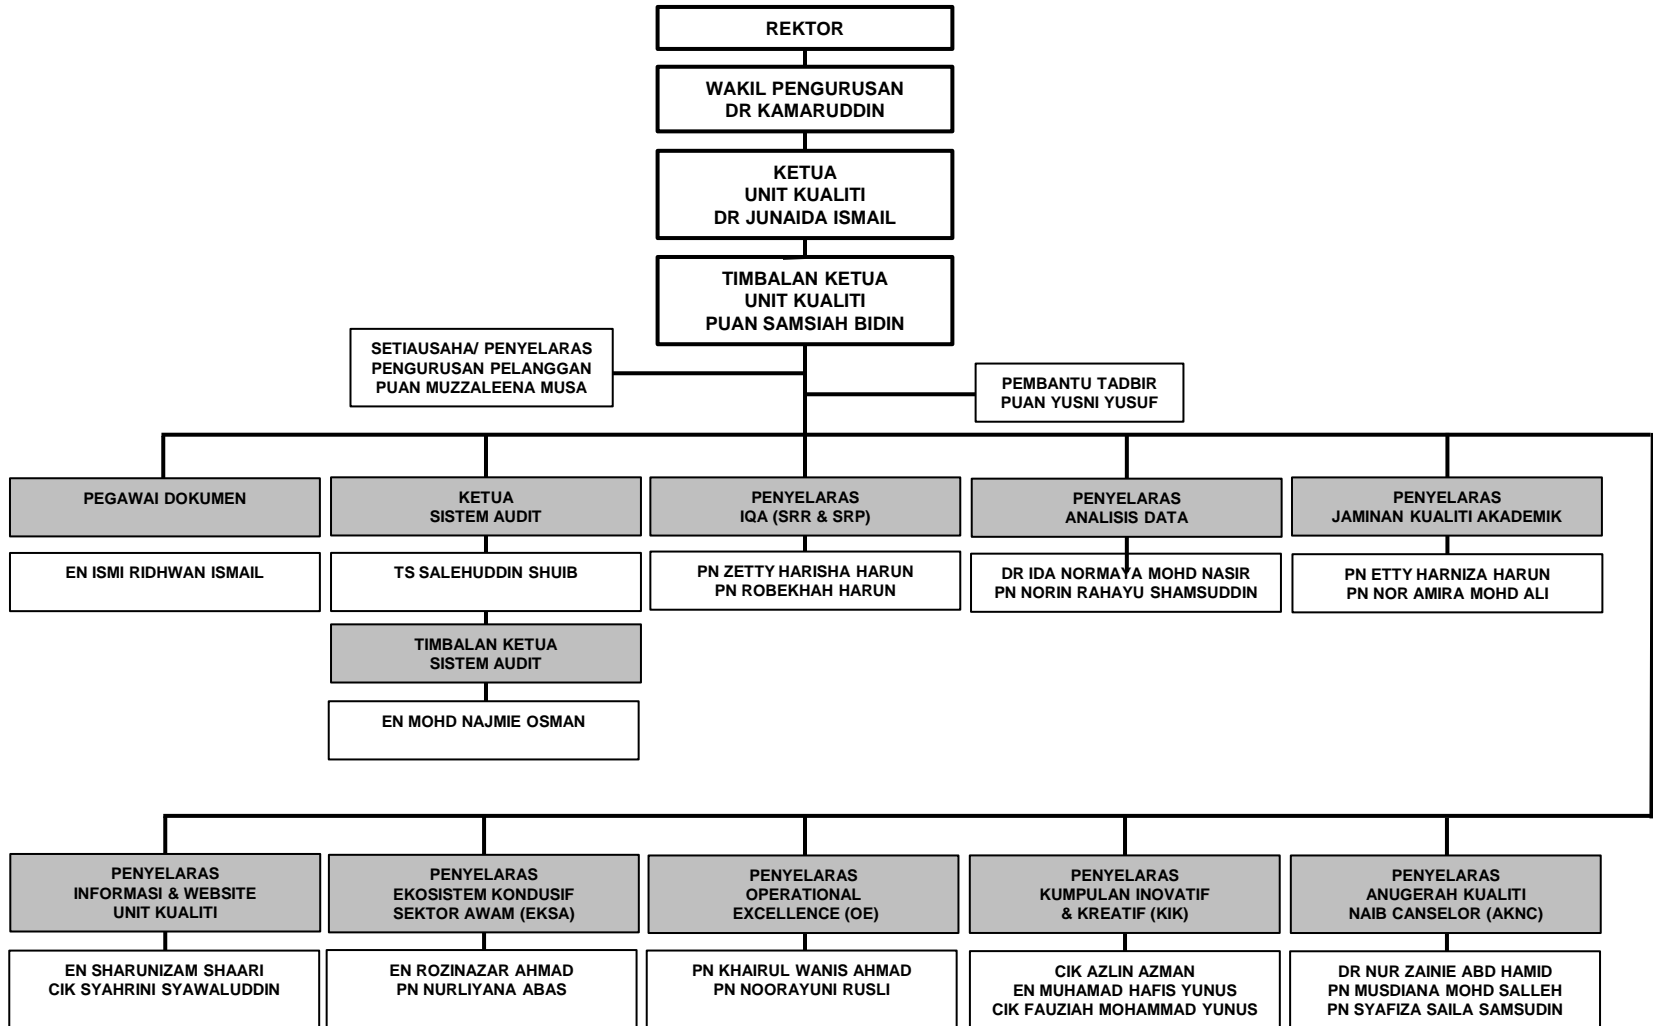 REKTOR
WAKIL PENGURUSAN
DR KAMARUDDIN
KETUA
UNIT KUALITI
DR JUNAIDA ISMAIL
TIMBALAN KETUA
UNIT KUALITI
PUAN SAMSIAH BIDIN
SETIAUSAHA/ PENYELARAS
PENGURUSAN PELANGGAN
PUAN MUZZALEENA MUSA
PEMBANTU TADBIR
PUAN YUSNI YUSUF
PEGAWAI DOKUMEN
EN ISMI RIDHWAN ISMAIL
KETUA
SISTEM AUDIT
TS SALEHUDDIN SHUIB
TIMBALAN KETUA
SISTEM AUDIT
EN MOHD NAJMIE OSMAN
PENYELARAS
IQA (SRR & SRP)
PN ZETTY HARISHA HARUN
PN ROBEKHAH HARUN
PENYELARAS
ANALISIS DATA
DR IDA NORMAYA MOHD NASIR
PN NORIN RAHAYU SHAMSUDDIN
PENYELARAS
JAMINAN KUALITI AKADEMIK
PN ETTY HARNIZA HARUN
PN NOR AMIRA MOHD ALI
PENYELARAS
INFORMASI & WEBSITE
UNIT KUALITI
EN SHARUNIZAM SHAARI
CIK SYAHRINI SYAWALUDDIN
PENYELARAS
EKOSISTEM KONDUSIF
SEKTOR AWAM (EKSA)
EN ROZINAZAR AHMAD
PN NURLIYANA ABAS
PENYELARAS
OPERATIONAL
EXCELLENCE (OE)
PN KHAIRUL WANIS AHMAD
PN NOORAYUNI RUSLI
PENYELARAS
KUMPULAN INOVATIF
& KREATIF (KIK)
CIK AZLIN AZMAN
EN MUHAMAD HAFIS YUNUS
CIK FAUZIAH MOHAMMAD YUNUS
PENYELARAS
ANUGERAH KUALITI
NAIB CANSELOR (AKNC)
DR NUR ZAINIE ABD HAMID
PN MUSDIANA MOHD SALLEH
PN SYAFIZA SAILA SAMSUDIN